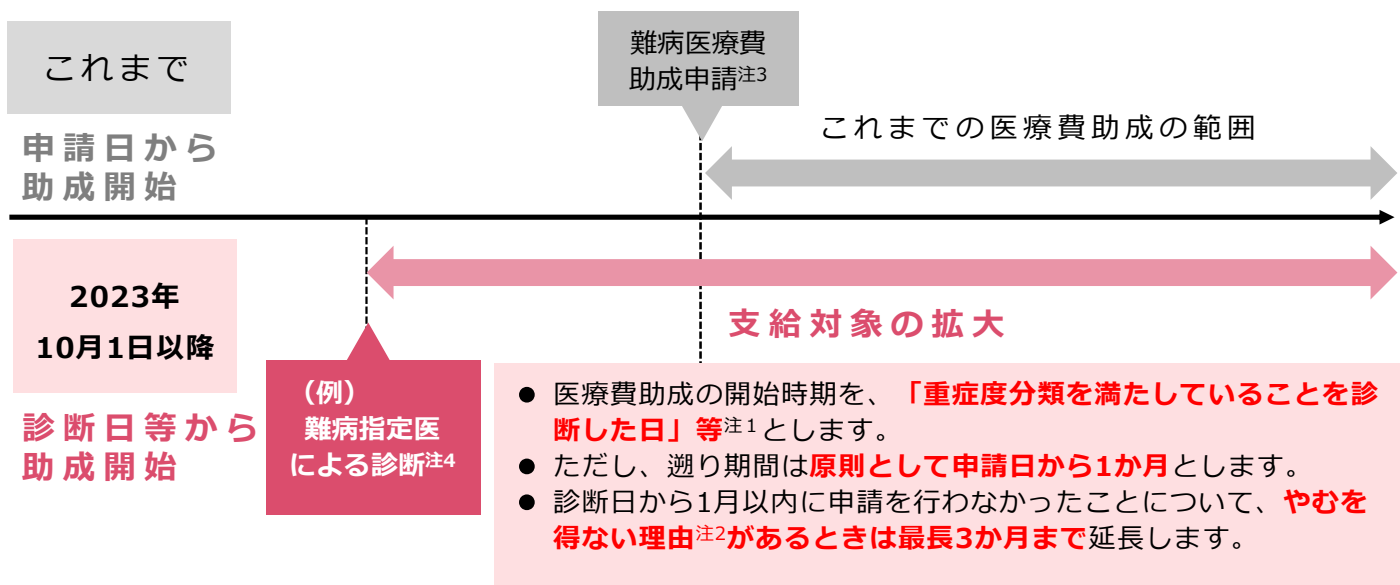 これまで
申請日から
助成開始
難病医療費
助成申請注3
これまでの医療費助成の範囲
2023年
10月1日以降
診断日等から
助成開始
支給対象の拡大
（例）
難病指定医
による診断注4
● 医療費助成の開始時期を、「重症度分類を満たしていることを診
断した日」等注１とします。
● ただし、遡り期間は原則として申請日から1か月とします。
● 診断日から1月以内に申請を行わなかったことについて、やむを
得ない理由注2があるときは最長3か月まで延長します。